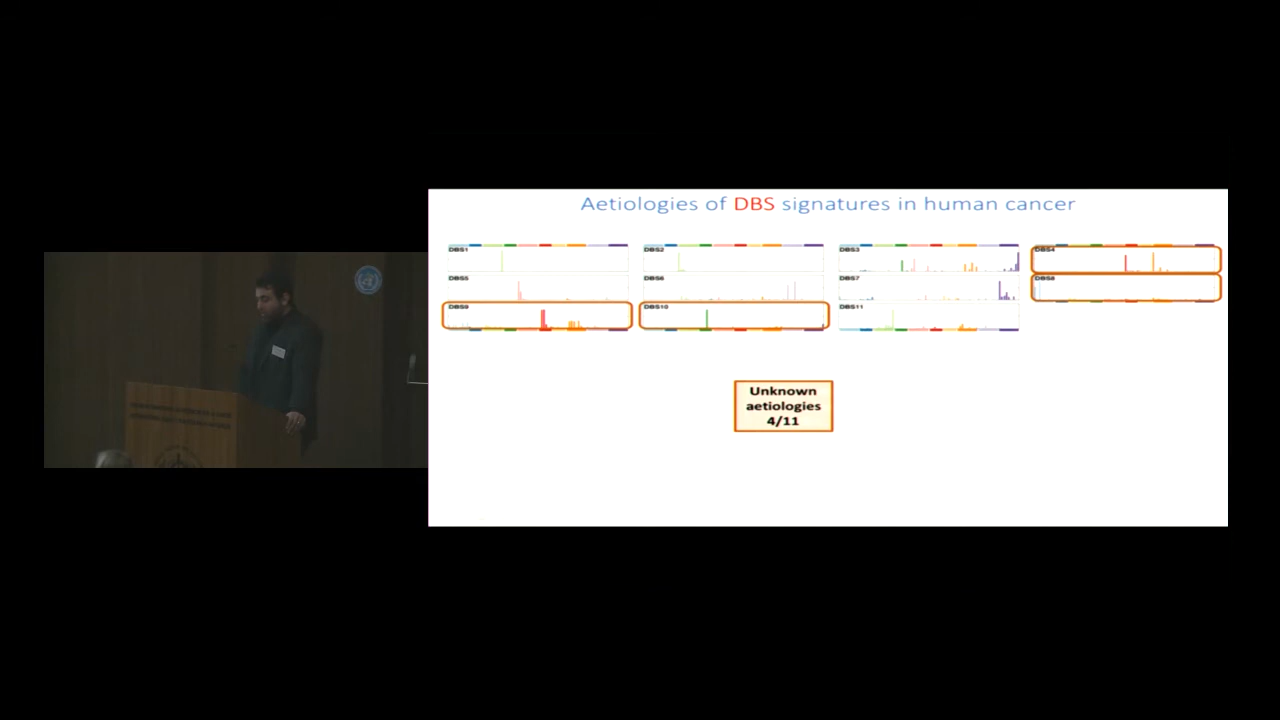 Aetiologies of DBS signatures in human cancer
DBS1
DBS2
DBS3
DBS4
DBS5
DBS6
DBS7
DBS8
DBS9
DBS10
DBS11
Unknown
aetiologies
4/11